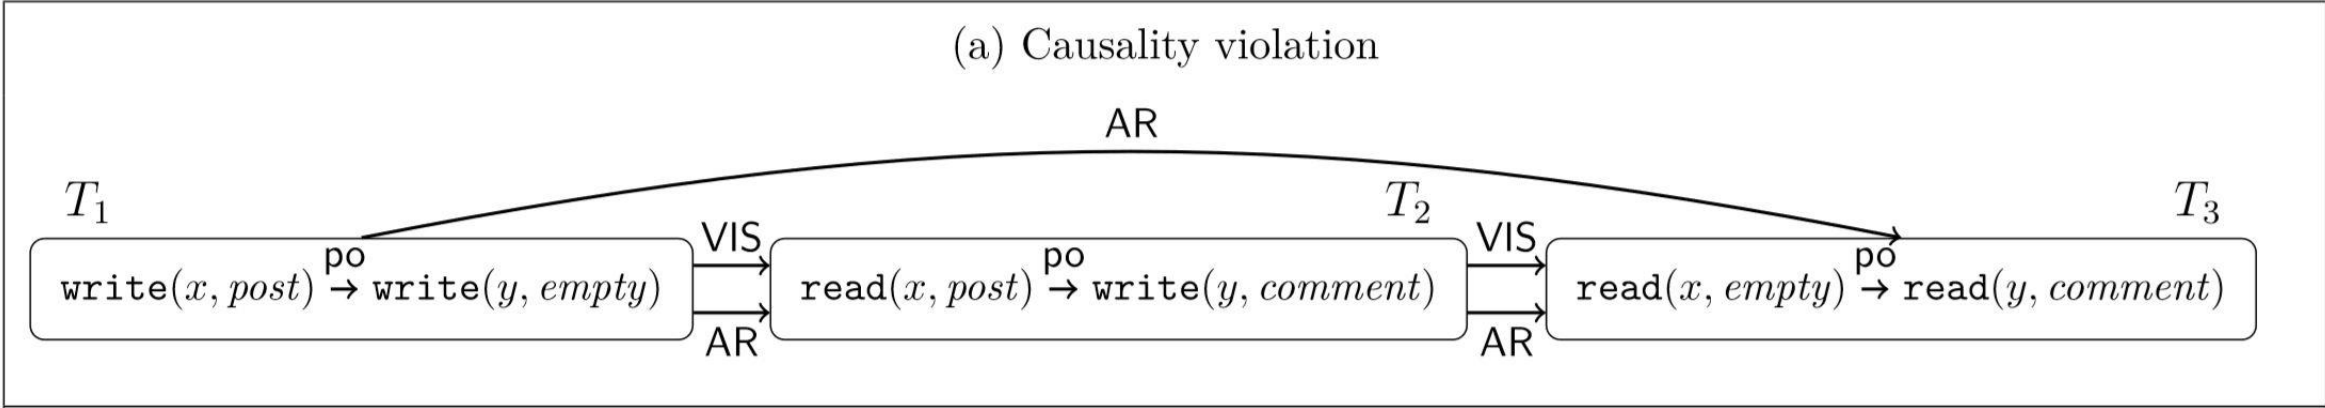 (a) Causality violation
AR
T₁ T₂ T₃
VIS VIS
po po po
write(x, post) → write(y, empty) read(x, post) → write(y, comment) read(x, empty) → read(y, comment)
AR AR